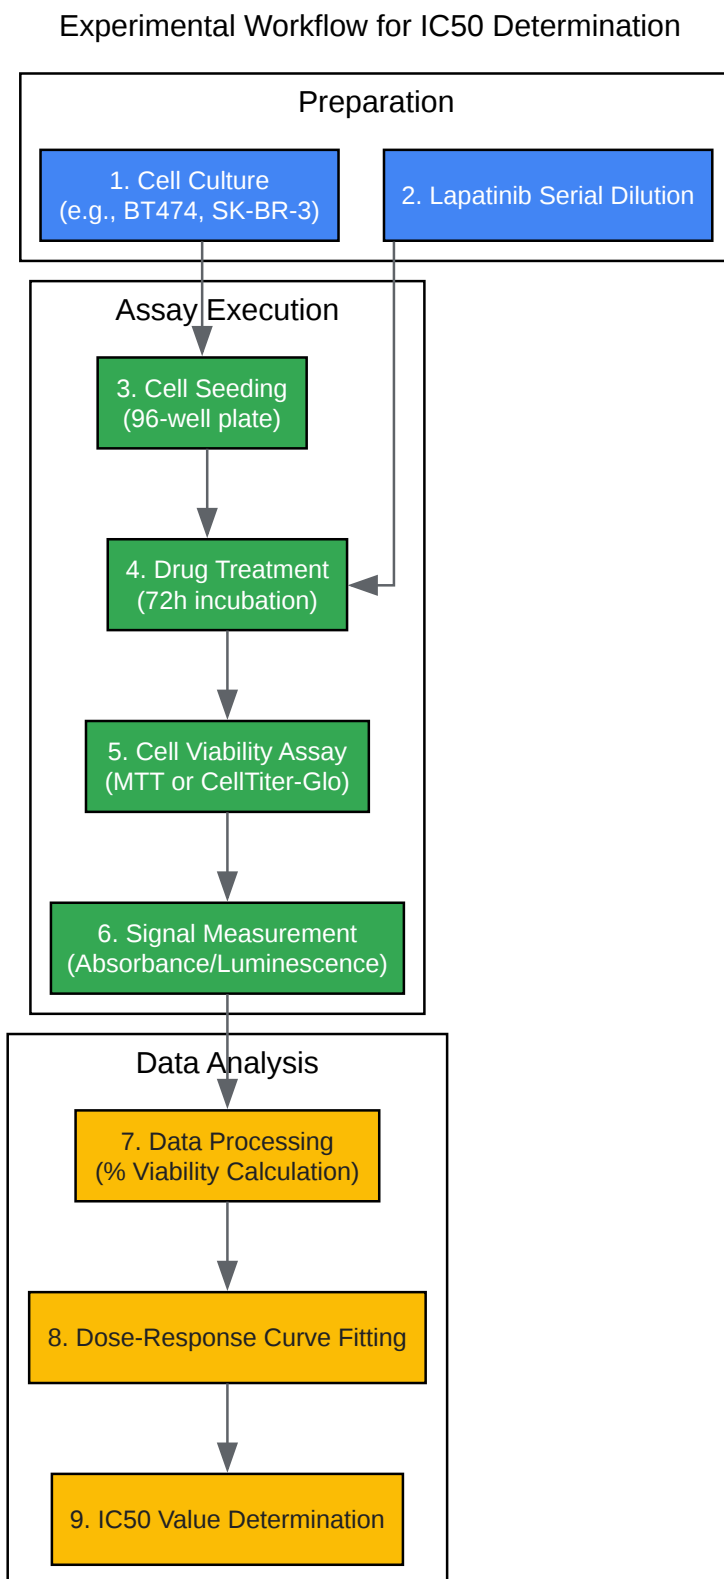 Experimental Workflow for IC50 Determination
Preparation
1. Cell Culture
(e.g., BT474, SK-BR-3)
2. Lapatinib Serial Dilution
Assay Execution
3. Cell Seeding
(96-well plate)
4. Drug Treatment
(72h incubation)
5. Cell Viability Assay
(MTT or CellTiter-Glo)
6. Signal Measurement
(Absorbance/Luminescence)
Data Analysis
7. Data Processing
(% Viability Calculation)
8. Dose-Response Curve Fitting
9. IC50 Value Determination